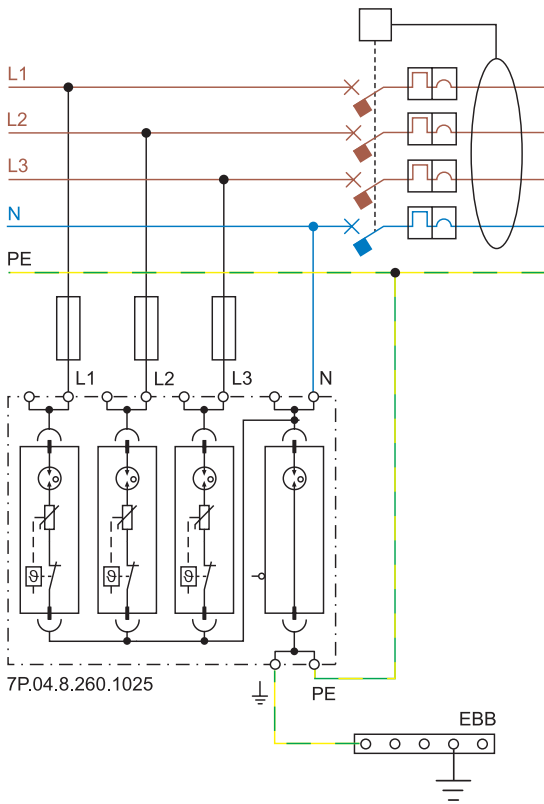 L1
L2
L3
N
PE
L1 L2 L3 N
ϑ ϑ ϑ
7P.04.8.260.1025
PE
EBB